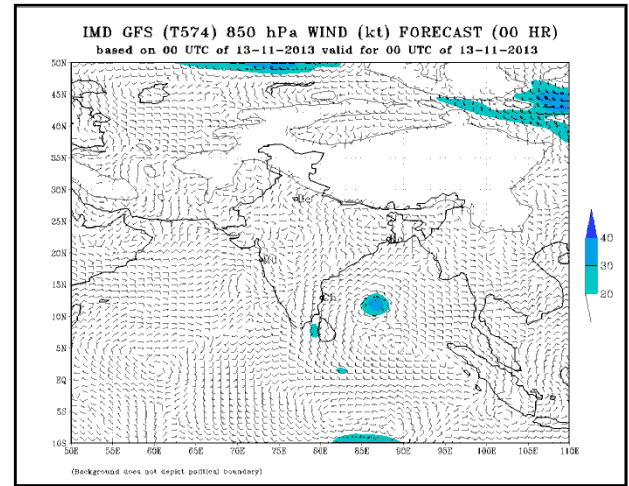 IMD GFS (T574) 850 hPa WIND (kt) FORECAST (00 HR)
based on 00 UTC of 13-11-2013 valid for 00 UTC of 13-11-2013
50N
45N
40N
35N
30N
25N
20N
15N
10N
5N
EQ
5S
10S
50E 55E 60E 65E 70E 75E 80E 85E 90E 95E 100E 105E 110E
40
30
20
(Background does not depict political boundary)